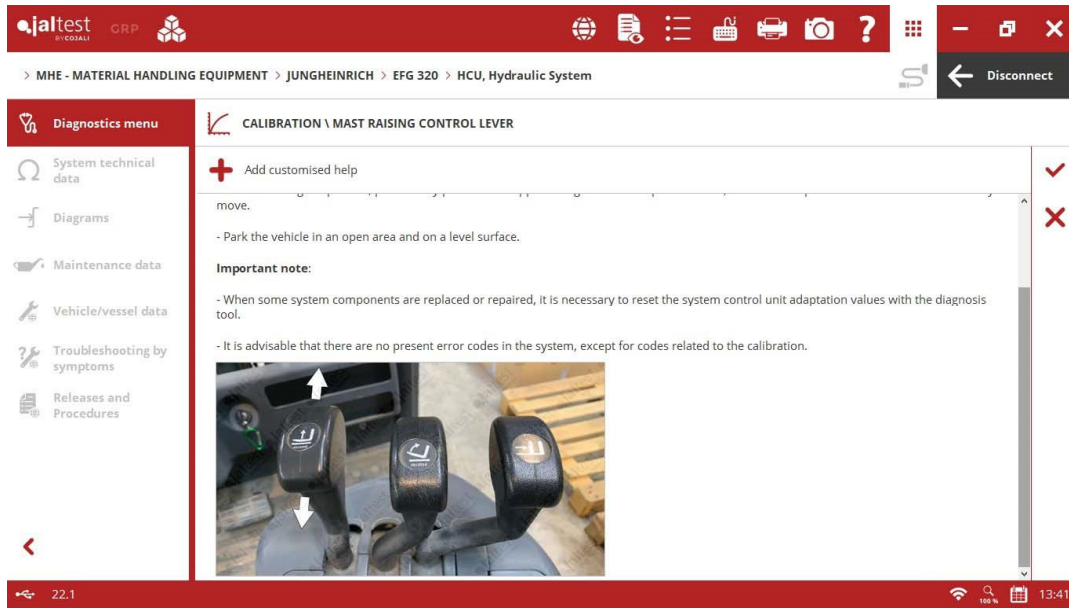 jaltest GRP
BY COJALI
> MHE - MATERIAL HANDLING EQUIPMENT > JUNGHEINRICH > EFG 320 > HCU, Hydraulic System
Disconnect
Diagnostics menu
CALIBRATION \ MAST RAISING CONTROL LEVER
System technical
data
Add customised help
Diagrams
Maintenance data
Vehicle/vessel data
Troubleshooting by
symptoms
Releases and
Procedures
move.
- Park the vehicle in an open area and on a level surface.
Important note:
- When some system components are replaced or repaired, it is necessary to reset the system control unit adaptation values with the diagnosis
tool.
- It is advisable that there are no present error codes in the system, except for codes related to the calibration.
22.1
100 %
13:41